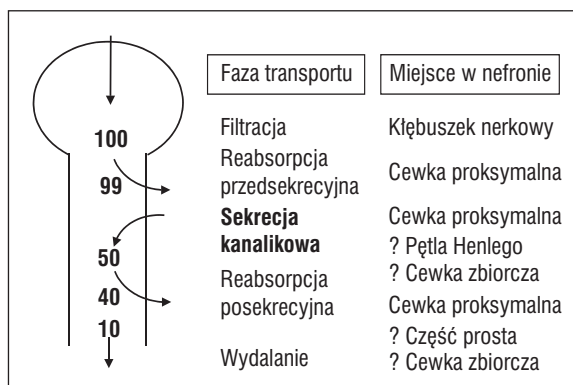 Faza transportu Miejsce w nefronie
100 Filtracja Kłębuszek nerkowy
Reabsorpcja
99 przedsekrecyjna Cewka proksymalna
Sekrecja Cewka proksymalna
kanalikowa ? Pętla Henlego
50 ? Cewka zbiorcza
Reabsorpcja
40 posekrecyjna Cewka proksymalna
10 ? Część prosta
Wydalanie ? Cewka zbiorcza